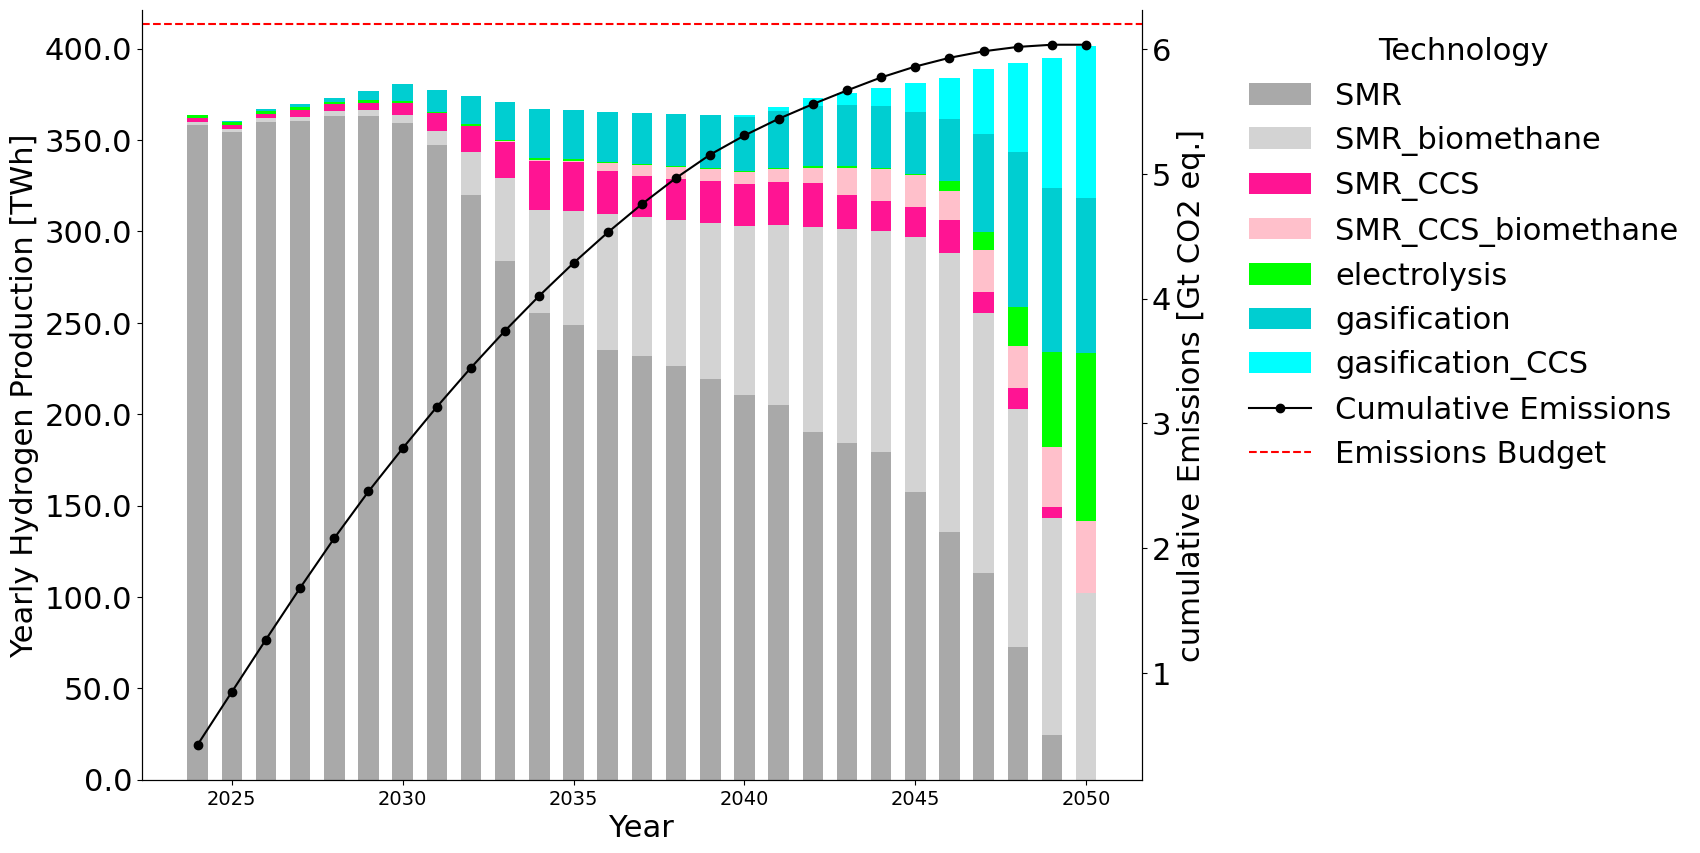 Yearly Hydrogen Production [TWh]
400.0
350.0
300.0
250.0
200.0
150.0
100.0
50.0
0.0
2025
2030
2035
2040
2045
2050
Year
6
5
4
3
2
1
cumulative Emissions [Gt CO2 eq.]
Technology
SMR
SMR_biomethane
SMR_CCS
SMR_CCS_biomethane
electrolysis
gasification
gasification_CCS
Cumulative Emissions
Emissions Budget